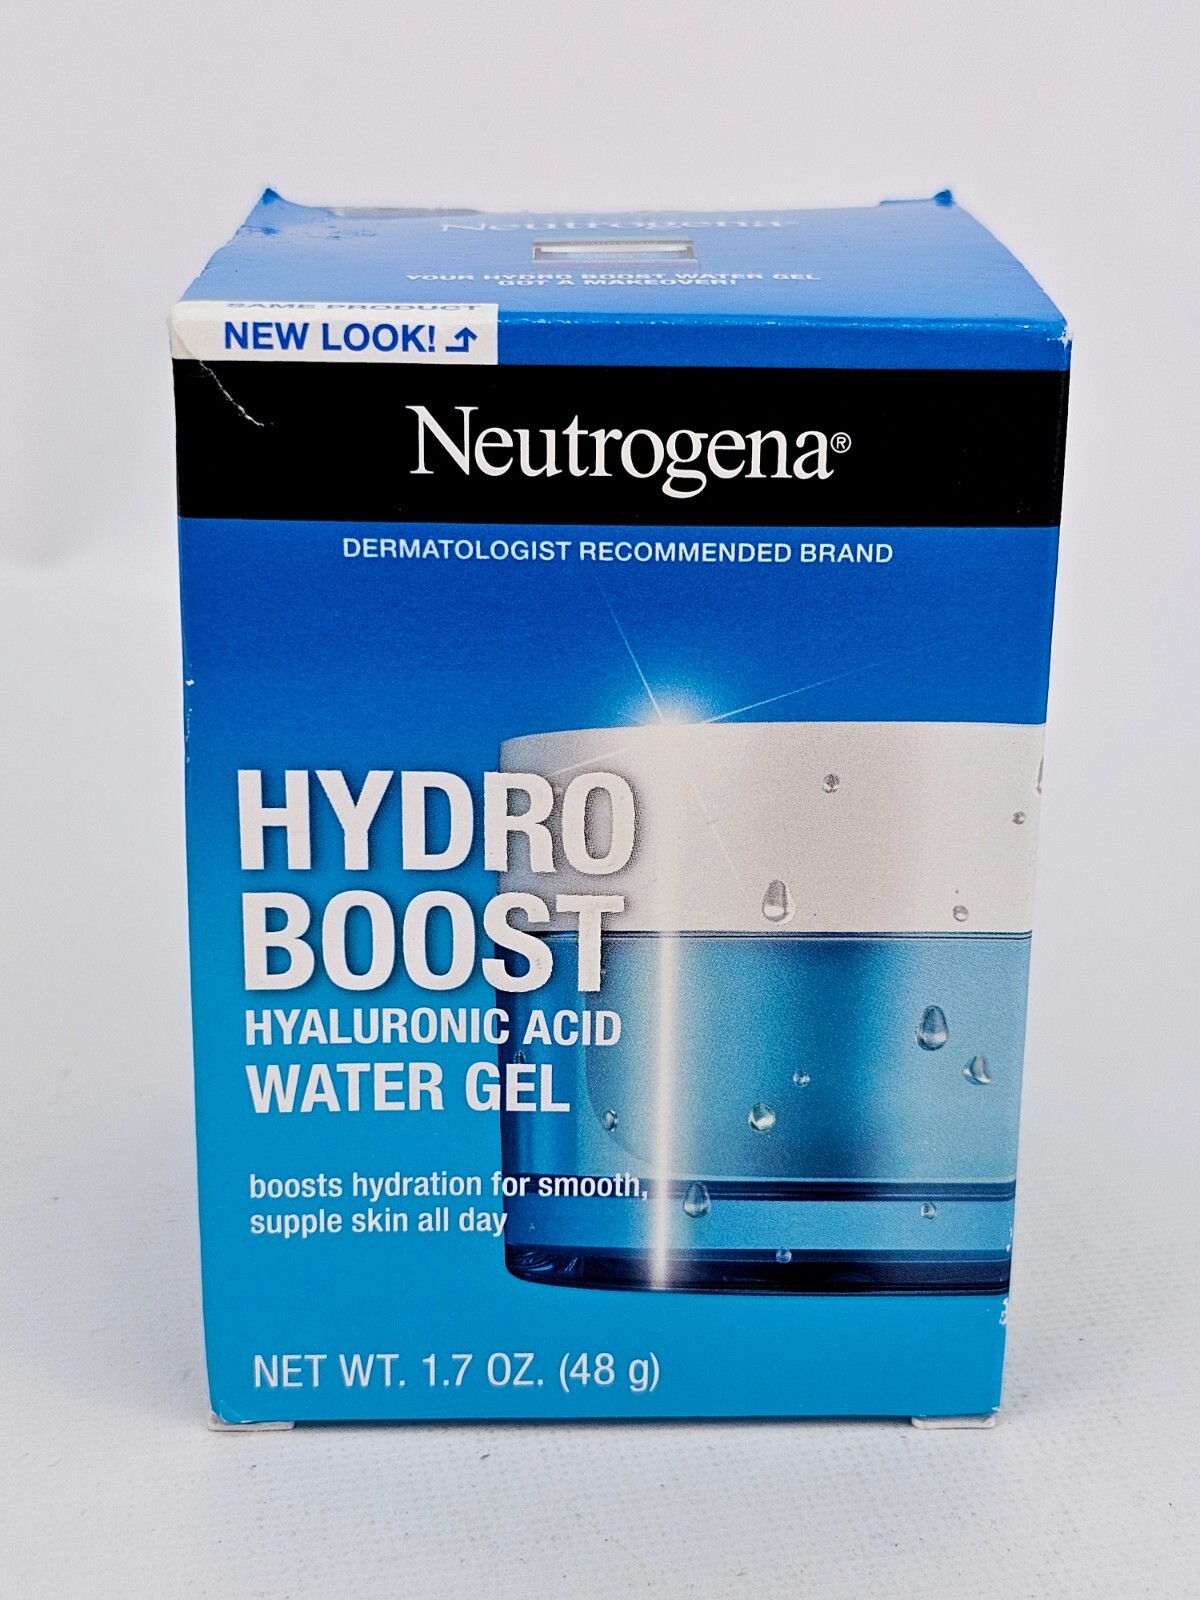 Neutrogena
YOUR HYDRO BOOST WATER GEL
GOT A MAKEOVER!
SAME PRODUCT
NEW LOOK!
Neutrogena®
DERMATOLOGIST RECOMMENDED BRAND
HYDRO
BOOST
HYALURONIC ACID
WATER GEL
boosts hydration for smooth,
supple skin all day
NET WT. 1.7 OZ. (48 g)